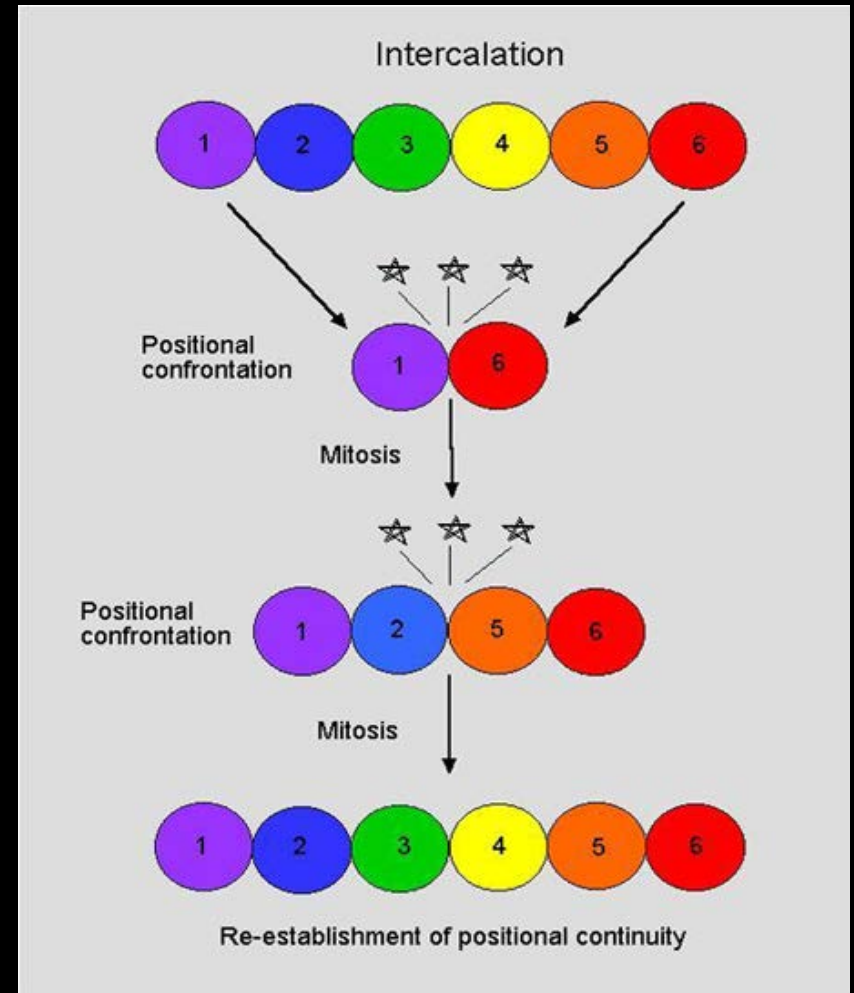 Intercalation
1 2 3 4 5 6
Positional
confrontation
1 6
Mitosis
Positional
confrontation
1 2 5 6
Mitosis
1 2 3 4 5 6
Re-establishment of positional continuity